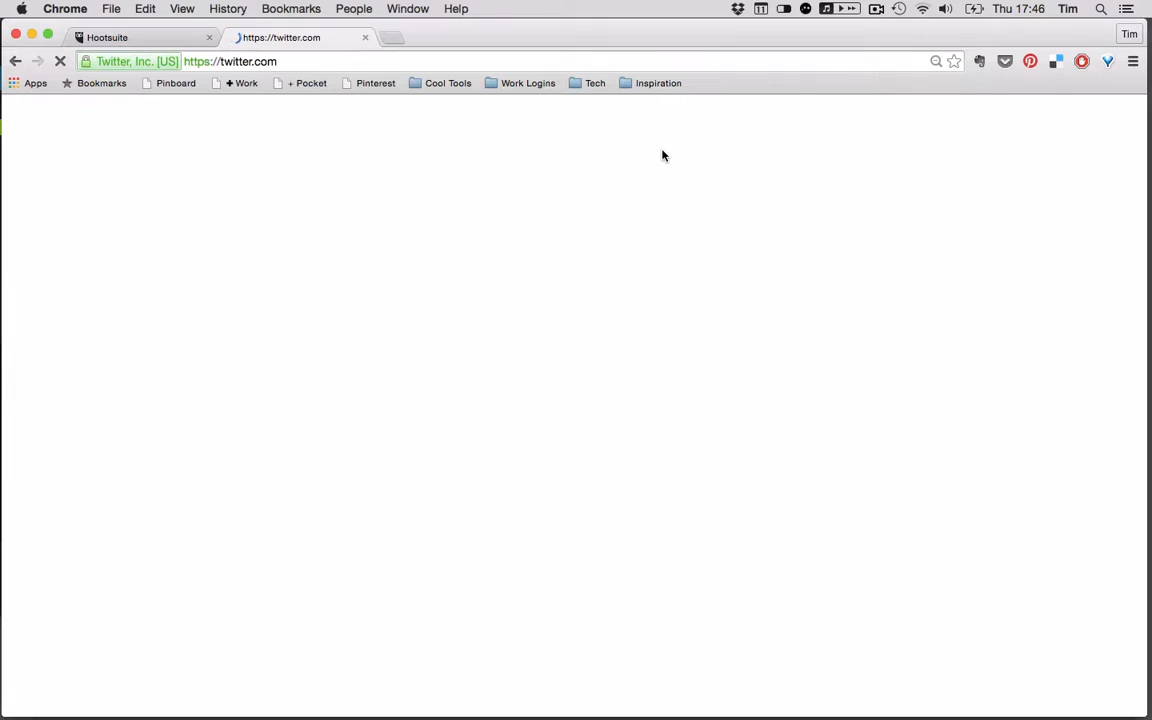 Chrome File Edit View History Bookmarks People Window Help 11 Thu 17:46 Tim
Hootsuite https://twitter.com Tim
Twitter, Inc. [US] https://twitter.com
Apps Bookmarks Pinboard + Work + Pocket Pinterest Cool Tools Work Logins Tech Inspiration